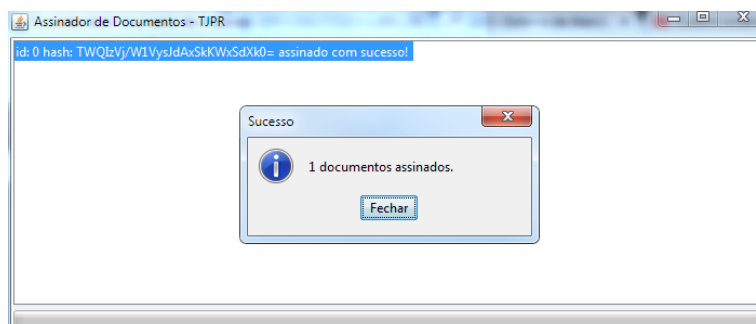 Assinador de Documentos - TJPR
id: 0 hash: TWQIzVj/W1VysJdAxSkKWxSdXk0= assinado com sucesso!
Sucesso
1 documentos assinados.
Fechar